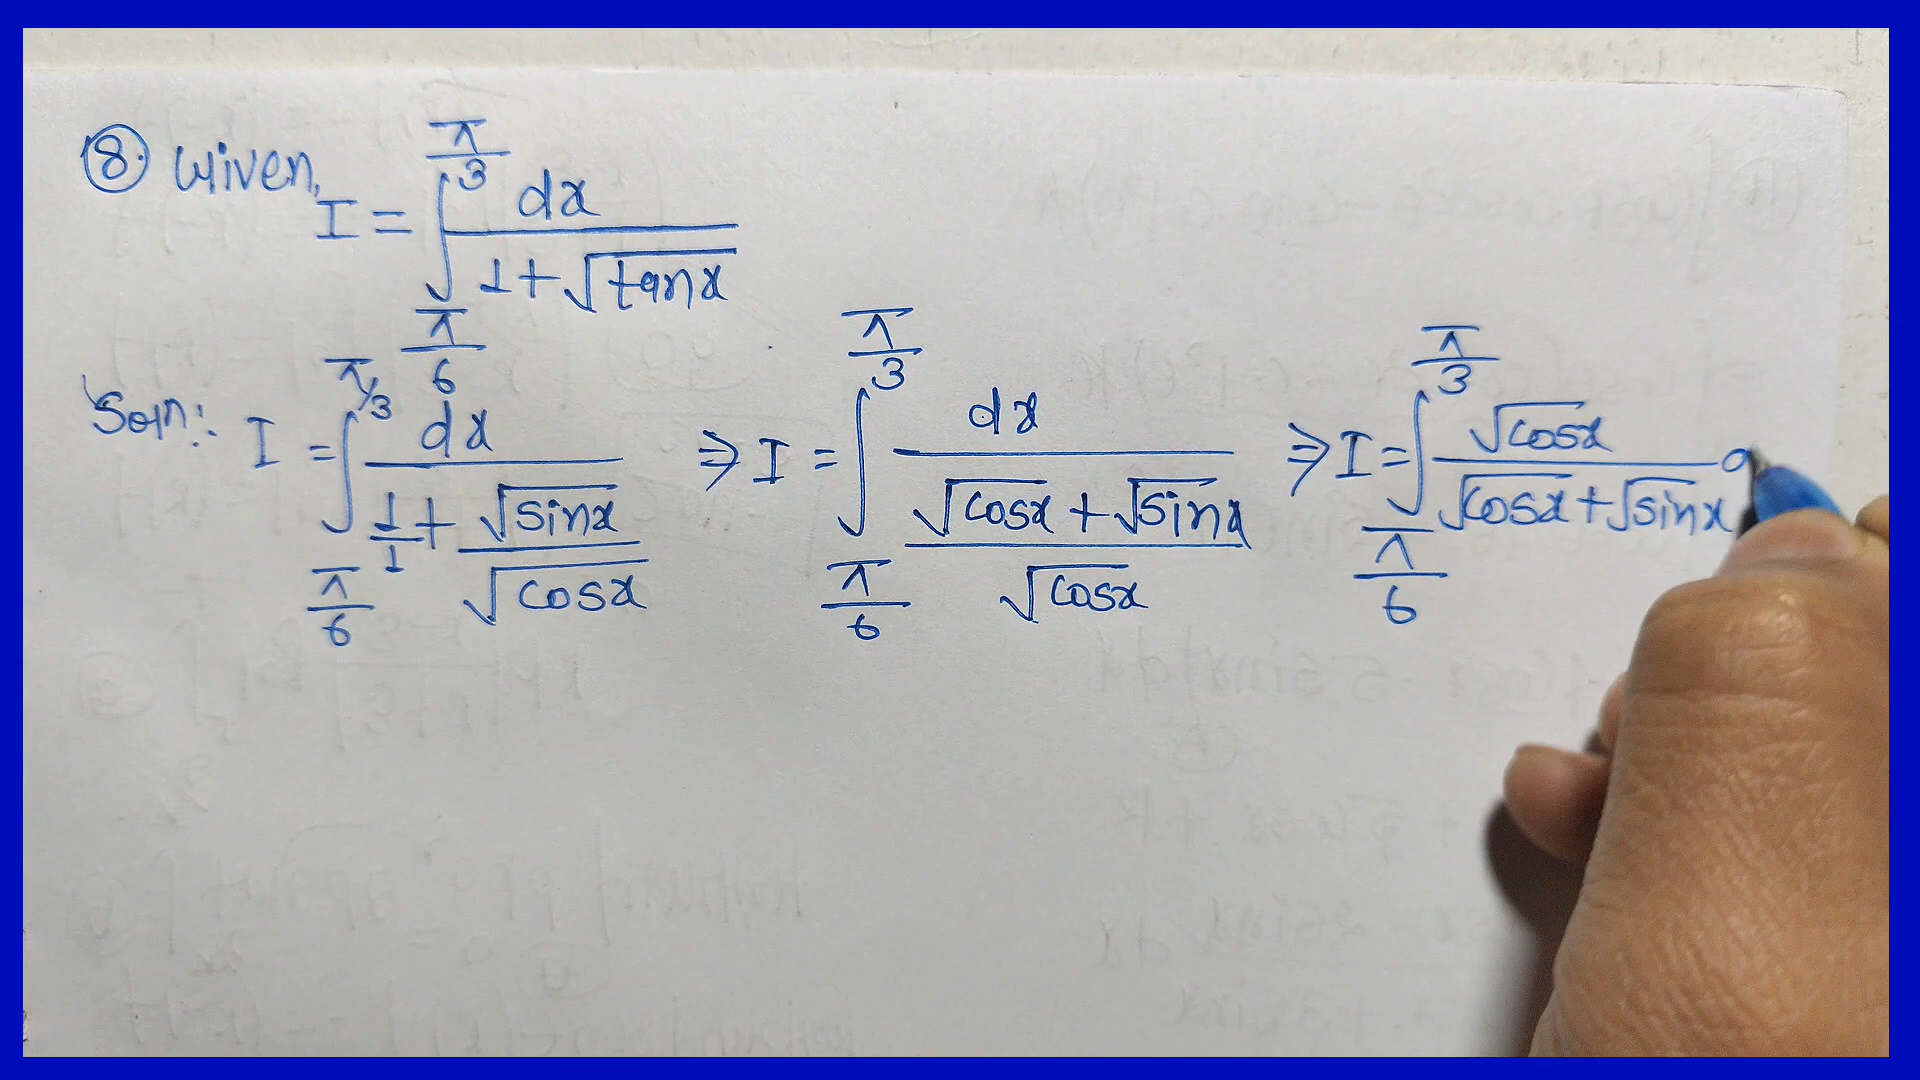 ⑧ Given, I = ∫_{π/6}^{π/3} dx / (1 + √tanx)
Soln: I = ∫_{π/6}^{π/3} dx / (1/1 + √sinx / √cosx) ⇒ I = ∫_{π/6}^{π/3} dx / ((√cosx + √sinx) / √cosx) ⇒ I = ∫_{π/6}^{π/3} √cosx / (√cosx + √sinx)